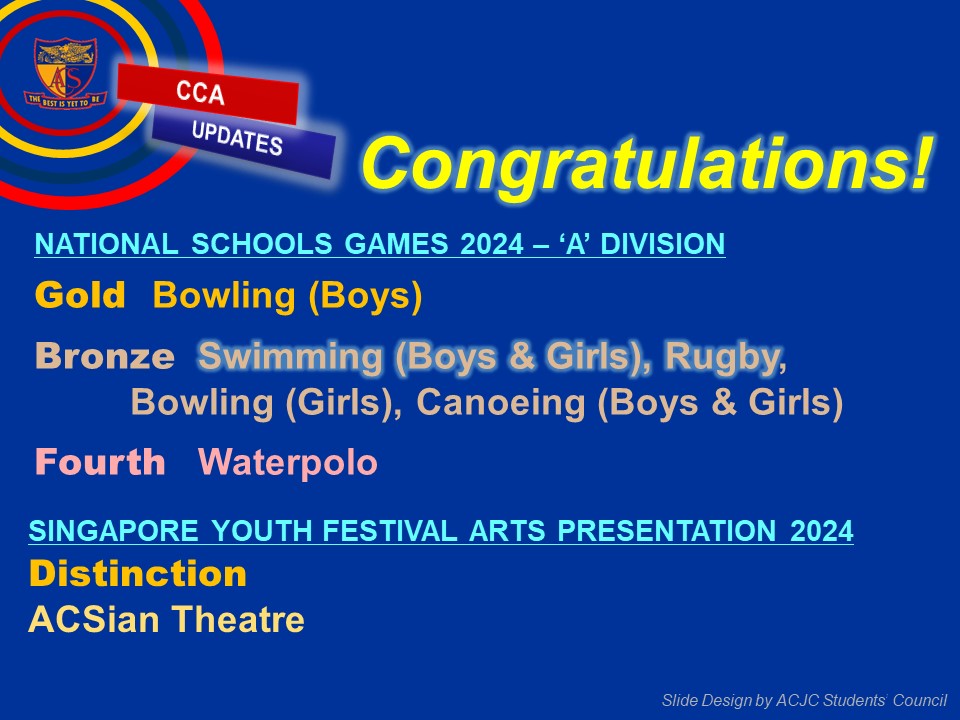 ACS
THE BEST IS YET TO BE
CCA
UPDATES
Congratulations!
NATIONAL SCHOOLS GAMES 2024 – ‘A’ DIVISION
Gold Bowling (Boys)
Bronze Swimming (Boys & Girls), Rugby,
Bowling (Girls), Canoeing (Boys & Girls)
Fourth Waterpolo
SINGAPORE YOUTH FESTIVAL ARTS PRESENTATION 2024
Distinction
ACSian Theatre
Slide Design by ACJC Students’ Council